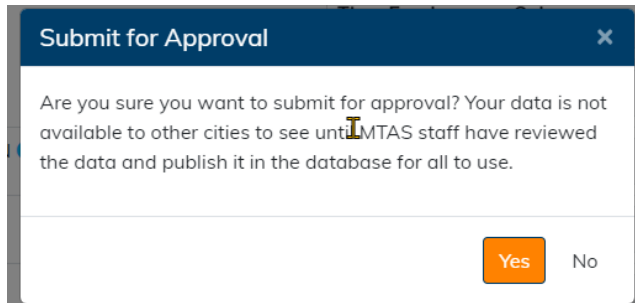 Submit for Approval
×
Are you sure you want to submit for approval? Your data is not
available to other cities to see until MTAS staff have reviewed
the data and publish it in the database for all to use.
Yes No